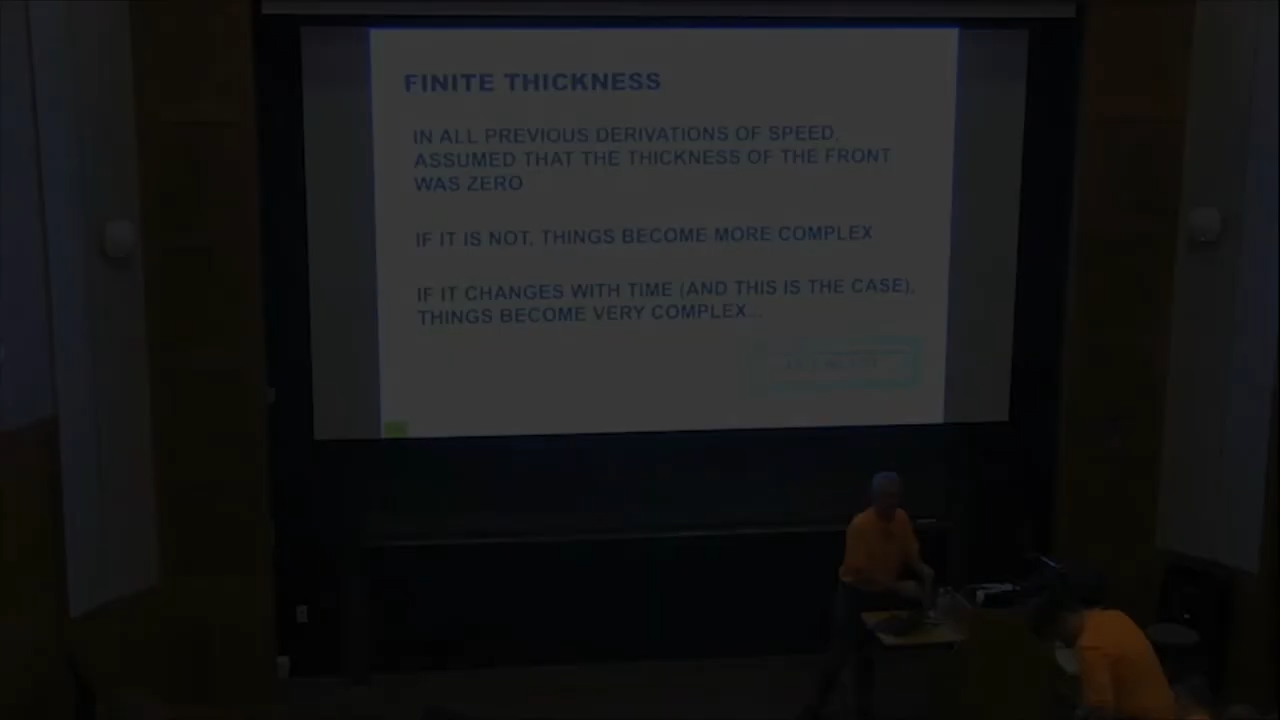 FINITE THICKNESS
IN ALL PREVIOUS DERIVATIONS OF SPEED,
ASSUMED THAT THE THICKNESS OF THE FRONT
WAS ZERO
IF IT IS NOT, THINGS BECOME MORE COMPLEX
IF IT CHANGES WITH TIME (AND THIS IS THE CASE),
THINGS BECOME VERY COMPLEX...